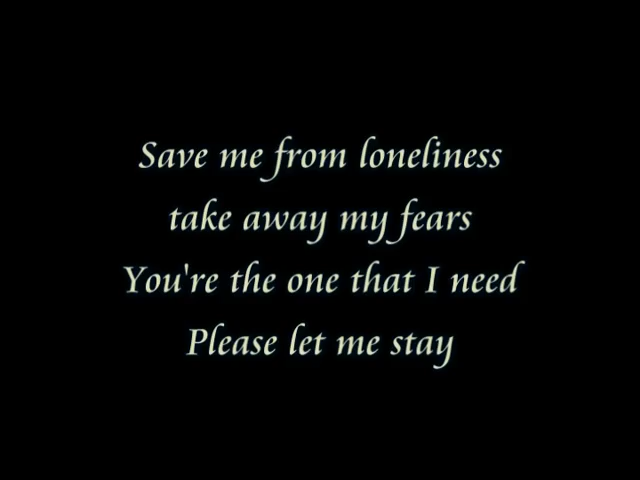 Save me from loneliness
take away my fears
You're the one that I need
Please let me stay